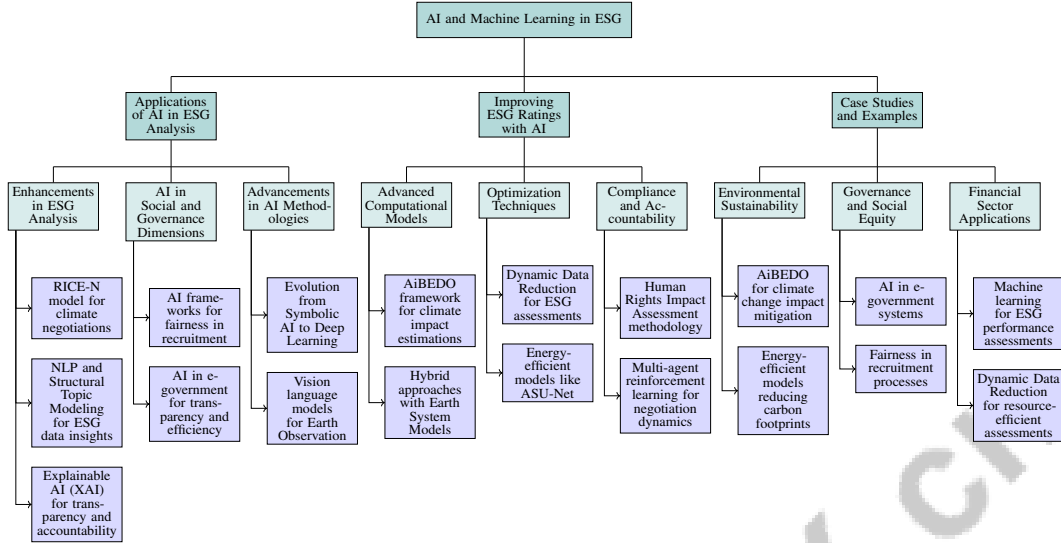 AI and Machine Learning in ESG
Applications
of AI in ESG
Analysis
Improving
ESG Ratings
with AI
Case Studies
and Examples
Enhancements
in ESG
Analysis
AI in
Social and
Governance
Dimensions
Advancements
in AI Method-
ologies
Advanced
Computational
Models
Optimization
Techniques
Compliance
and Ac-
countability
Environmental
Sustainability
Governance
and Social
Equity
Financial
Sector
Applications
RICE-N
model for
climate
negotiations
NLP and
Structural
Topic
Modeling
for ESG
data insights
Explainable
AI (XAI)
for trans-
parency and
accountability
AI frame-
works for
fairness in
recruitment
AI in e-
government
for trans-
parency and
efficiency
Evolution
from
Symbolic
AI to Deep
Learning
Vision
language
models
for Earth
Observation
AiBEDO
framework
for climate
impact
estimations
Hybrid
approaches
with Earth
System
Models
Dynamic Data
Reduction
for ESG
assessments
Energy-
efficient
models like
ASU-Net
Human
Rights Impact
Assessment
methodology
Multi-agent
reinforcement
learning for
negotiation
dynamics
AiBEDO
for climate
change impact
mitigation
Energy-
efficient
models
reducing
carbon
footprints
AI in e-
government
systems
Fairness in
recruitment
processes
Machine
learning
for ESG
performance
assessments
Dynamic Data
Reduction
for resource-
efficient
assessments